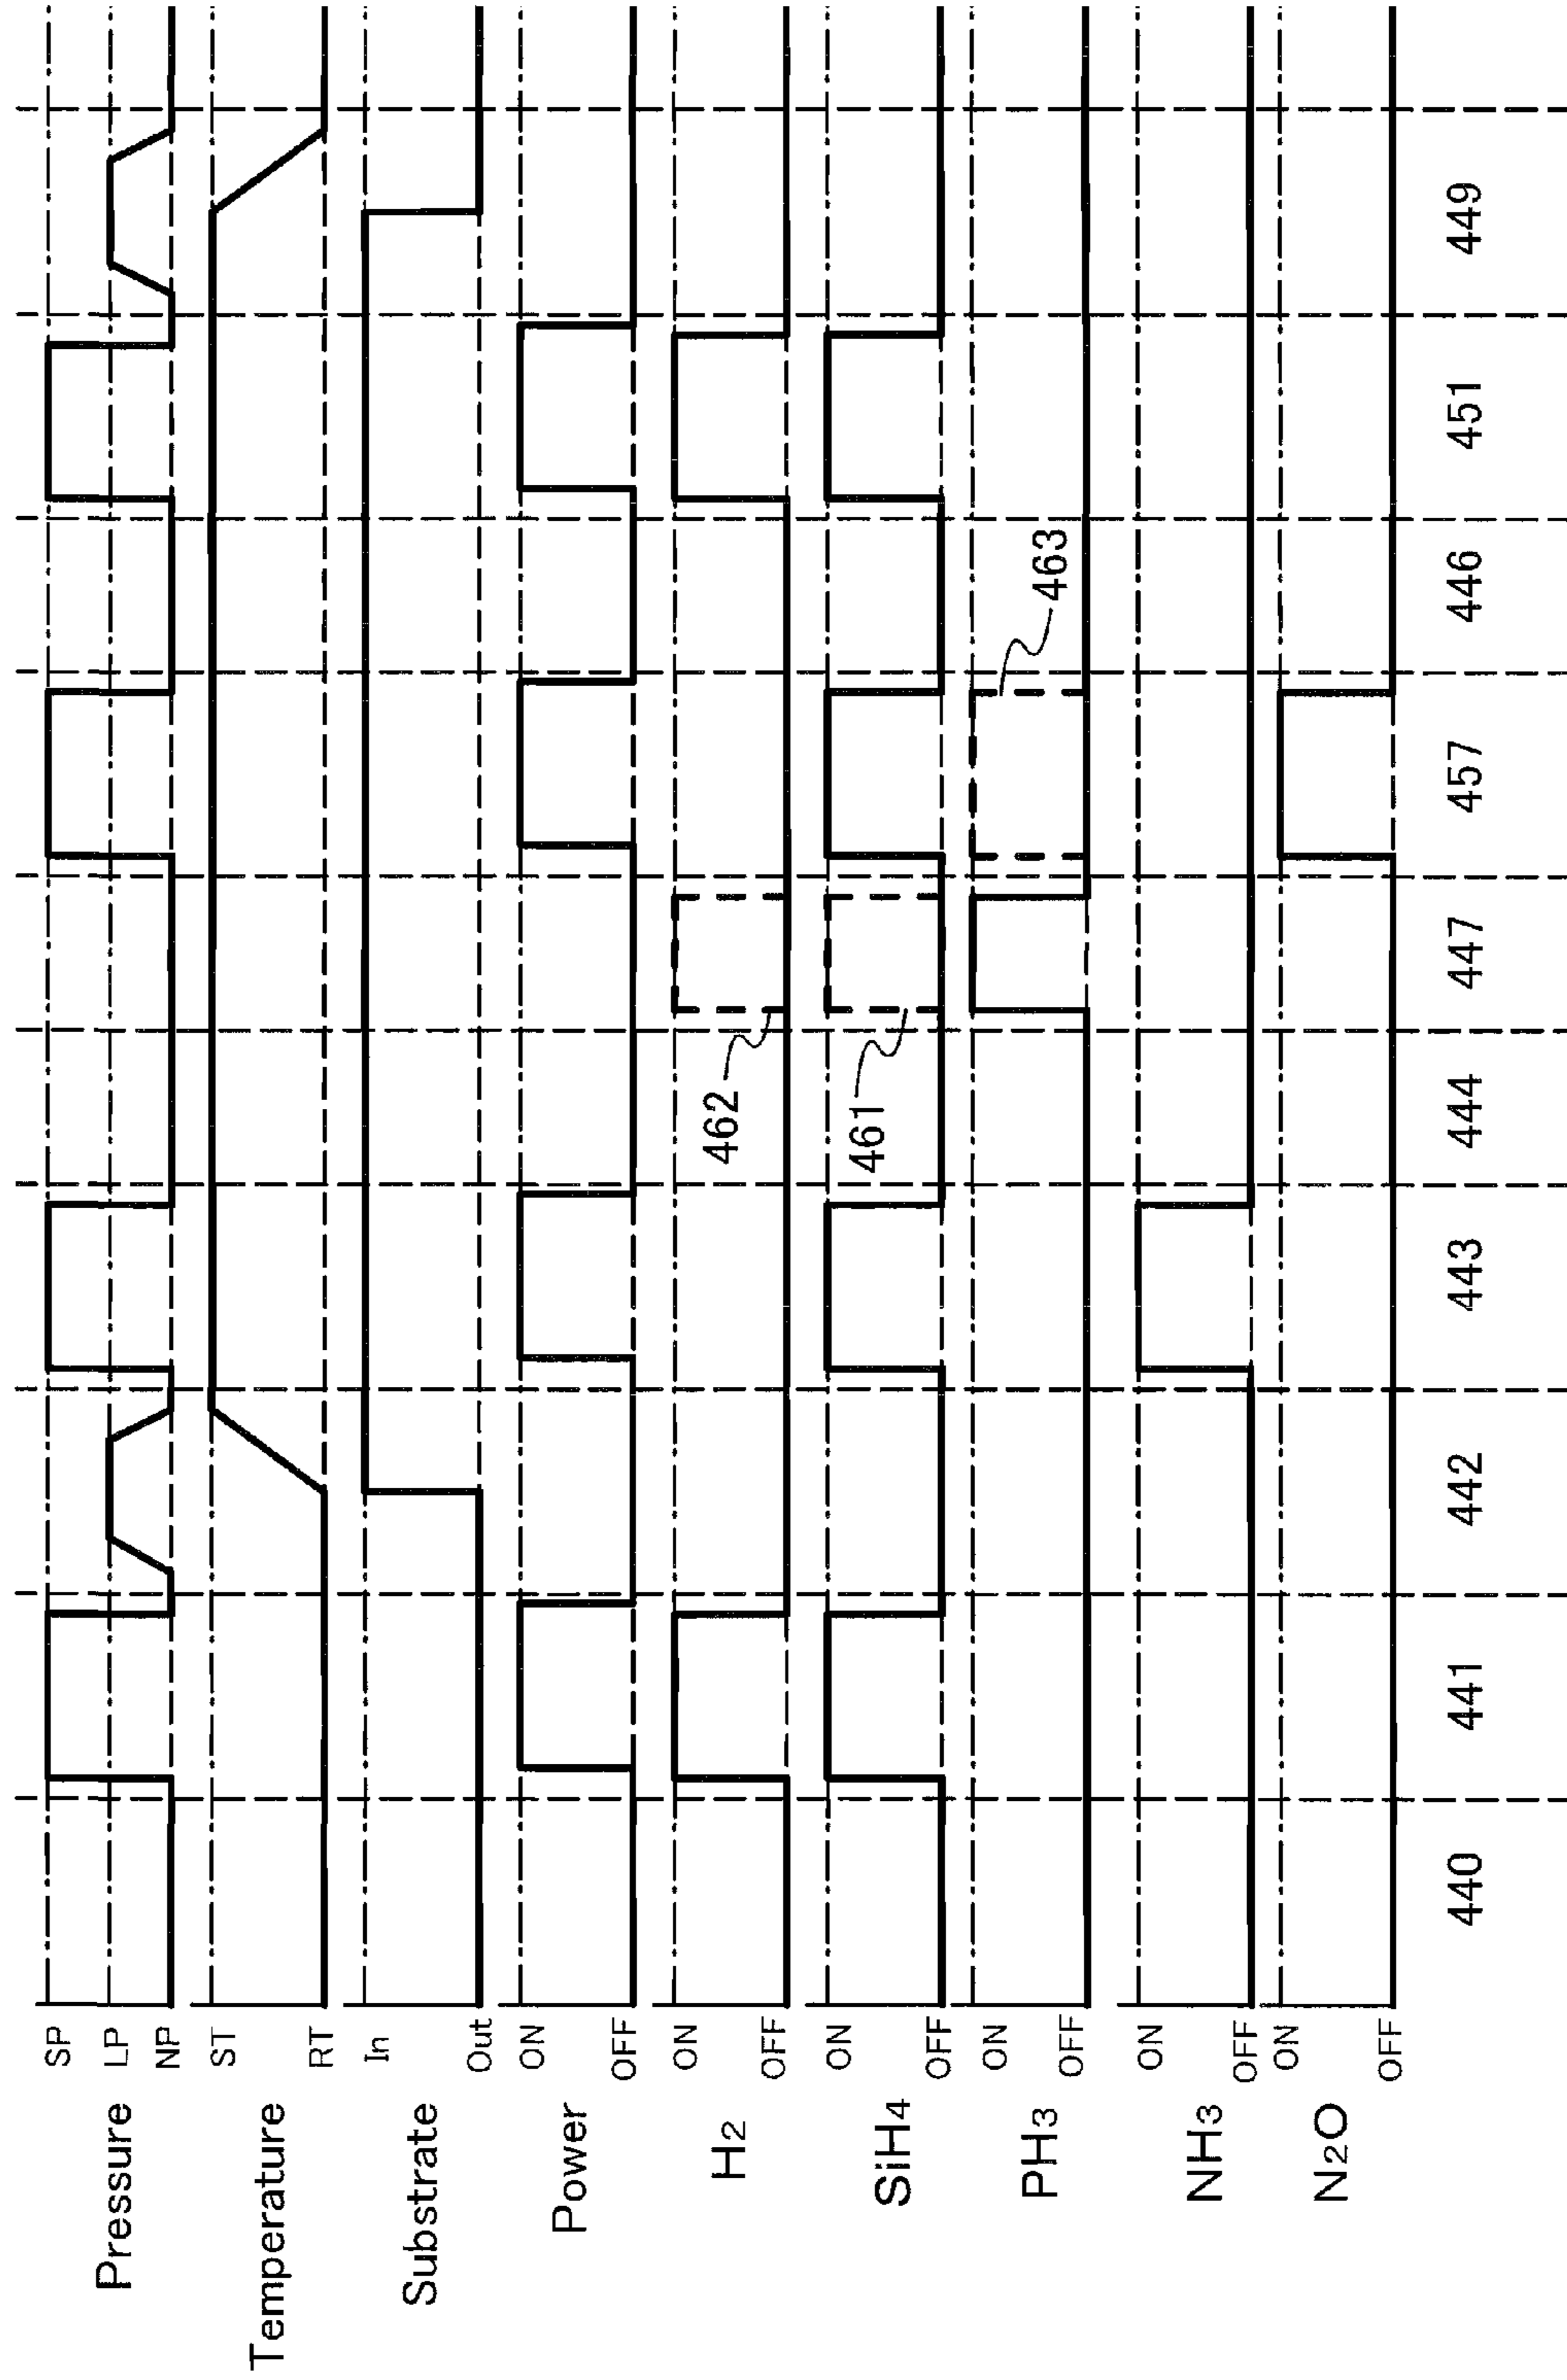 Pressure
SP
LP
NP
Temperature
ST
RT
Substrate
In
Out
Power
ON
OFF
H2
ON
OFF
462
SiH4
ON
OFF
461
PH3
ON
OFF
463
NH3
ON
OFF
N2O
ON
OFF
440 441 442 443 444 447 457 446 451 449